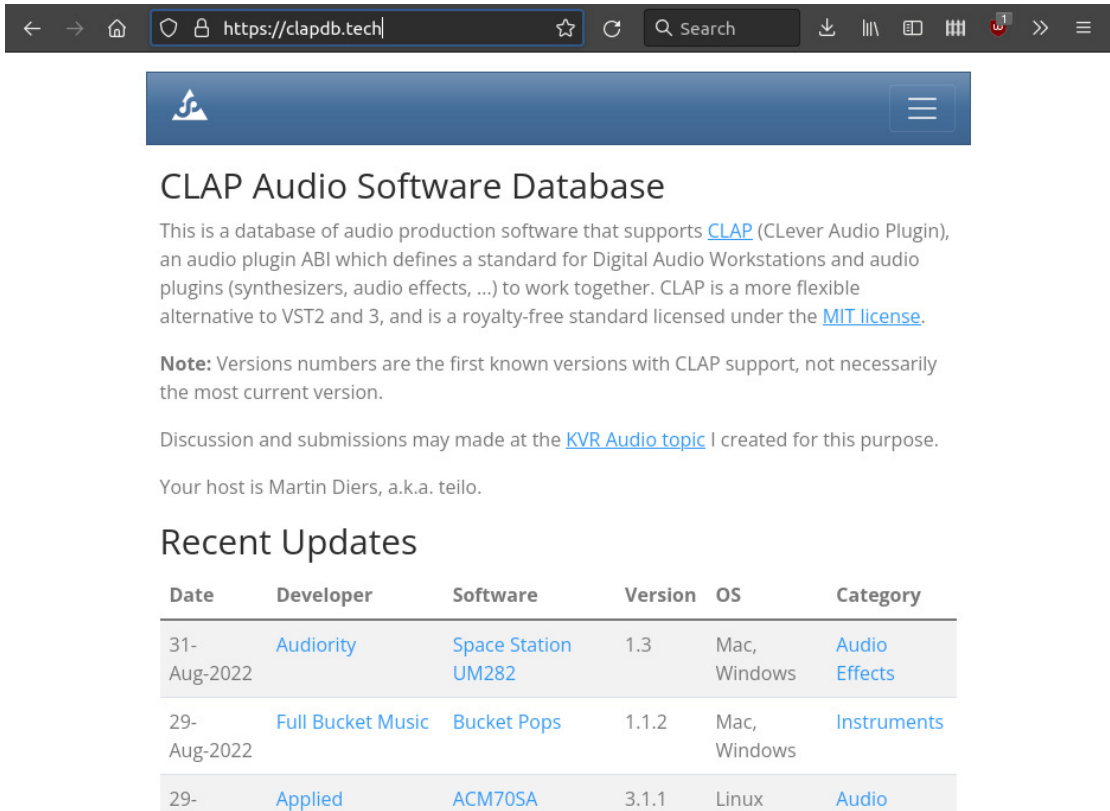 https://clapdb.tech
Search
1
CLAP Audio Software Database
This is a database of audio production software that supports CLAP (CLever Audio Plugin),
an audio plugin ABI which defines a standard for Digital Audio Workstations and audio
plugins (synthesizers, audio effects, ...) to work together. CLAP is a more flexible
alternative to VST2 and 3, and is a royalty-free standard licensed under the MIT license.
Note: Versions numbers are the first known versions with CLAP support, not necessarily
the most current version.
Discussion and submissions may made at the KVR Audio topic I created for this purpose.
Your host is Martin Diers, a.k.a. teilo.
Recent Updates
Date Developer Software Version OS Category
31- Audiority Space Station 1.3 Mac, Audio
Aug-2022 UM282 Windows Effects
29- Full Bucket Music Bucket Pops 1.1.2 Mac, Instruments
Aug-2022 Windows
29- Applied ACM70SA 3.1.1 Linux Audio